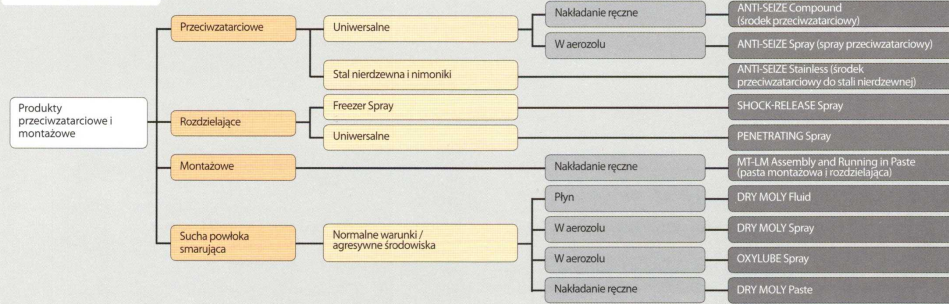 Produkty
przeciwzatarciowe i
montażowe
Przeciwzatarciowe
Uniwersalne
Nakładanie ręczne
ANTI-SEIZE Compound
(środek przeciwzatarciowy)
W aerozolu
ANTI-SEIZE Spray (spray przeciwzatarciowy)
Stal nierdzewna i nimoniki
ANTI-SEIZE Stainless (środek
przeciwzatarciowy do stali nierdzewnej)
Rozdzielające
Freezer Spray
SHOCK-RELEASE Spray
Uniwersalne
PENETRATING Spray
Montażowe
Nakładanie ręczne
MT-LM Assembly and Running in Paste
(pasta montażowa i rozdzielająca)
Sucha powłoka
smarująca
Normalne warunki /
agresywne środowiska
Płyn
DRY MOLY Fluid
W aerozolu
DRY MOLY Spray
W aerozolu
OXYLUBE Spray
Nakładanie ręczne
DRY MOLY Paste